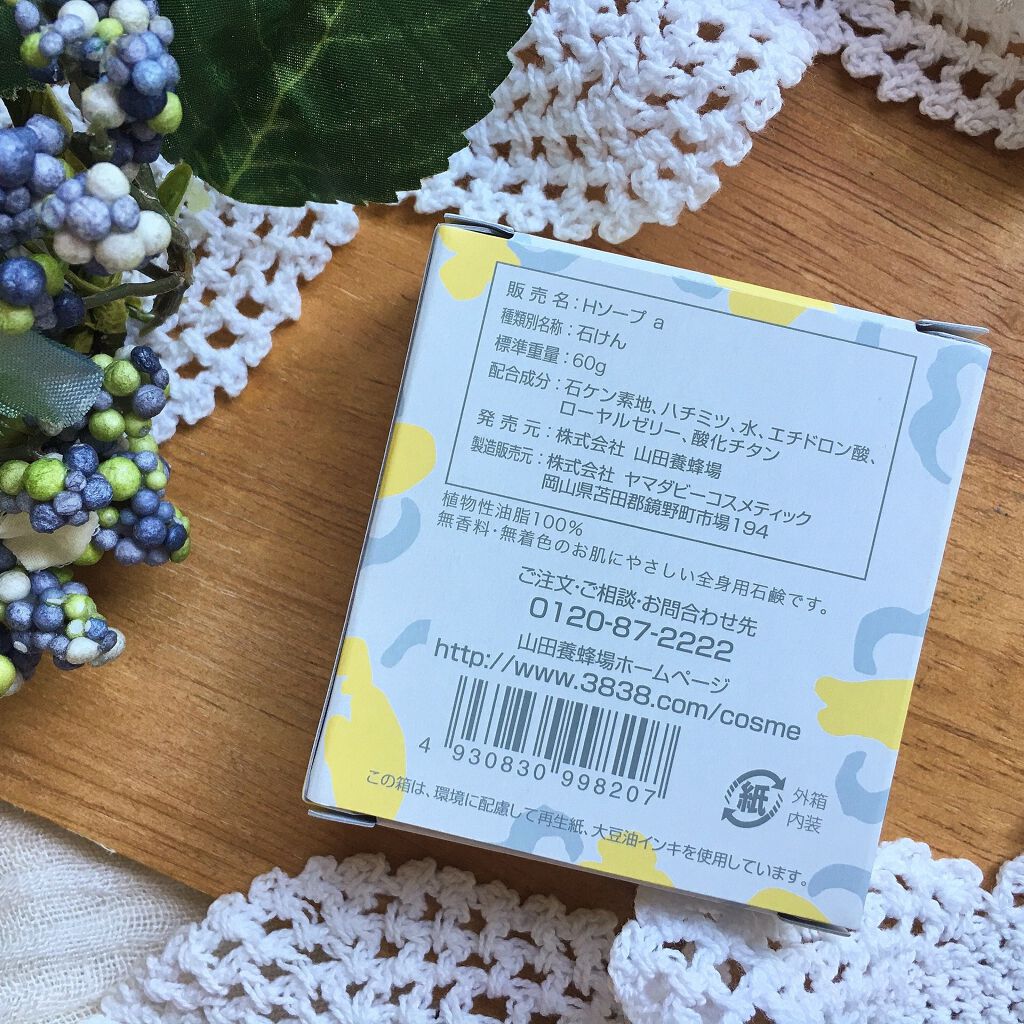 販売名：Hソープ a
種類別名称：石けん
標準重量：60g
配合成分：石ケン素地、ハチミツ、水、エチドロン酸、
ローヤルゼリー、酸化チタン
発売元：株式会社 山田養蜂場
製造販売元：株式会社 ヤマダビーコスメティック
岡山県苫田郡鏡野町市場194
植物性油脂100%
無香料・無着色のお肌にやさしい全身用石鹸です。
ご注文・ご相談・お問合わせ先
0120-87-2222
山田養蜂場ホームページ
http://www.3838.com/cosme
4 930830 998207
紙 外箱
内装
この箱は、環境に配慮して再生紙、大豆油インキを使用しています。